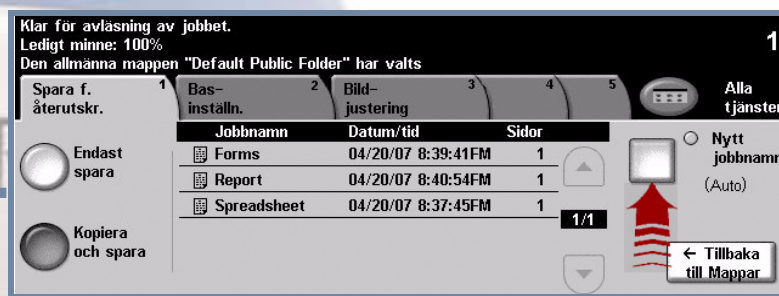 Klar för avläsning av jobbet.
Ledigt minne: 100%
1
Den allmänna mappen "Default Public Folder" har valts
Spara f. återutskr. 1
Bas- inställn. 2
Bild- justering 3
4
5
Alla tjänster
Jobbnamn Datum/tid Sidor
Forms 04/20/07 8:39:41FM 1
Report 04/20/07 8:40:54FM 1
Spreadsheet 04/20/07 8:37:45FM 1
1/1
Endast
spara
Kopiera
och spara
Nytt
jobbnamn
(Auto)
← Tillbaka
till Mappar